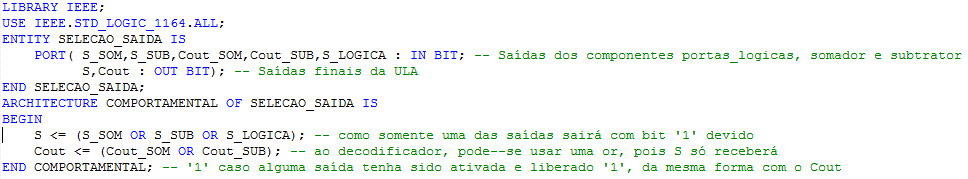 LIBRARY IEEE;
USE IEEE.STD_LOGIC_1164.ALL;
ENTITY SELECAO_SAIDA IS
PORT( S_SOM,S_SUB,Cout_SOM,Cout_SUB,S_LOGICA : IN BIT; -- Saídas dos componentes portas_logicas, somador e subtrator
S,Cout : OUT BIT); -- Saídas finais da ULA
END SELECAO_SAIDA;
ARCHITECTURE COMPORTAMENTAL OF SELECAO_SAIDA IS
BEGIN
S <= (S_SOM OR S_SUB OR S_LOGICA); -- como somente uma das saídas sairá com bit '1' devido
Cout <= (Cout_SOM OR Cout_SUB); -- ao decodificador, pode--se usar uma or, pois S só receberá
END COMPORTAMENTAL; -- '1' caso alguma saída tenha sido ativada e liberado '1', da mesma forma com o Cout